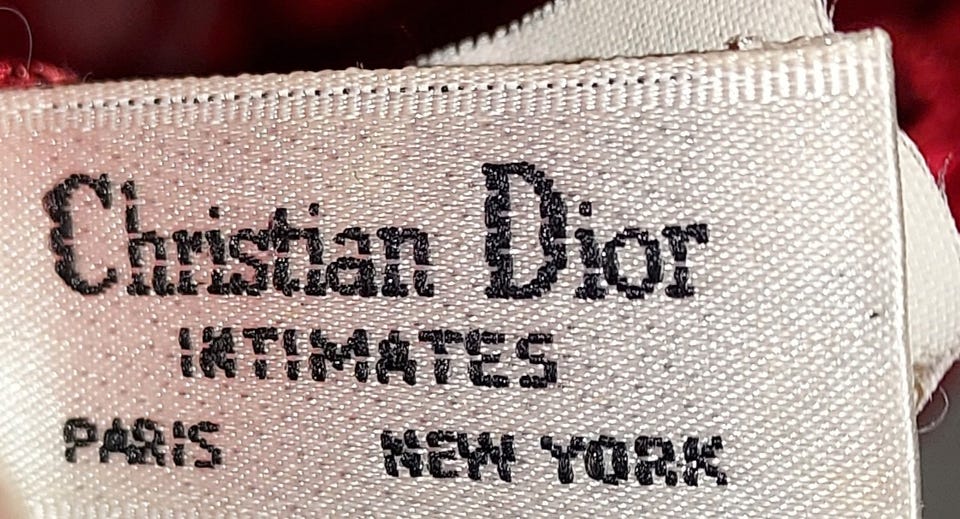 Christian Dior
INTIMATES
PARIS NEW YORK